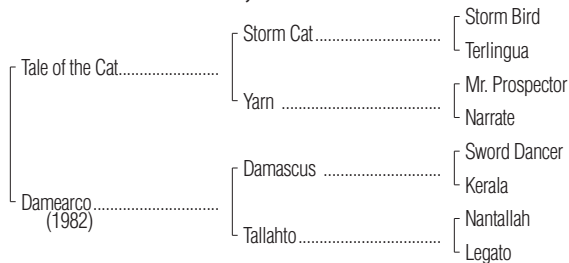 Storm Bird
Storm Cat
Terlingua
Tale of the Cat
Mr. Prospector
Yarn
Narrate
Sword Dancer
Damascus
Kerala
Damearco
(1982)
Nantallah
Tallahto
Legato